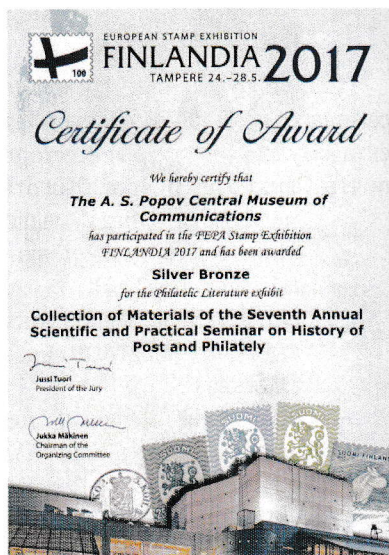 EUROPEAN STAMP EXHIBITION
FINLANDIA 2017
TAMPERE 24.–28.5.
100
Certificate of Award
We hereby certify that
The A. S. Popov Central Museum of
Communications
has participated in the FEPA Stamp Exhibition
FINLANDIA 2017 and has been awarded
Silver Bronze
for the Philatelic Literature exhibit
Collection of Materials of the Seventh Annual
Scientific and Practical Seminar on History of
Post and Philately
Jussi Tuori
President of the Jury
Jukka Mäkinen
Chairman of the
Organizing Committee
SUOMI
SUOMI
SUOMI FINLAND